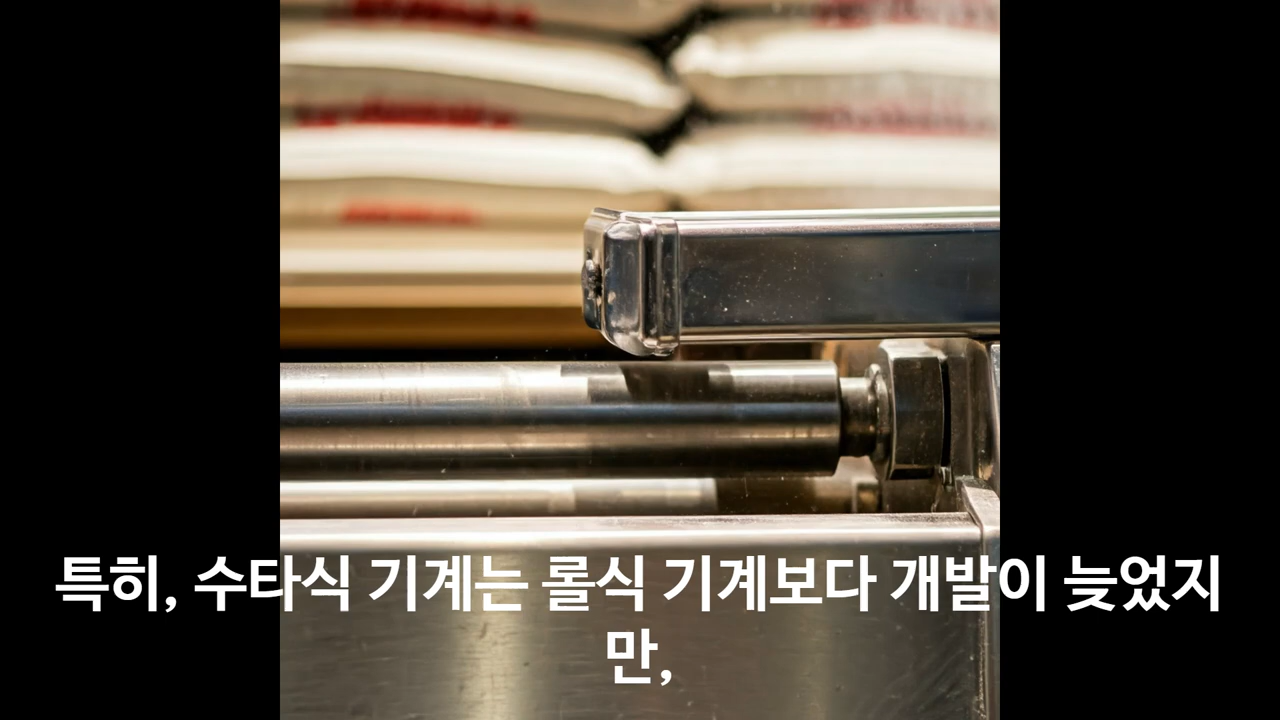 특히, 수타식 기계는 롤식 기계보다 개발이 늦었지
만,